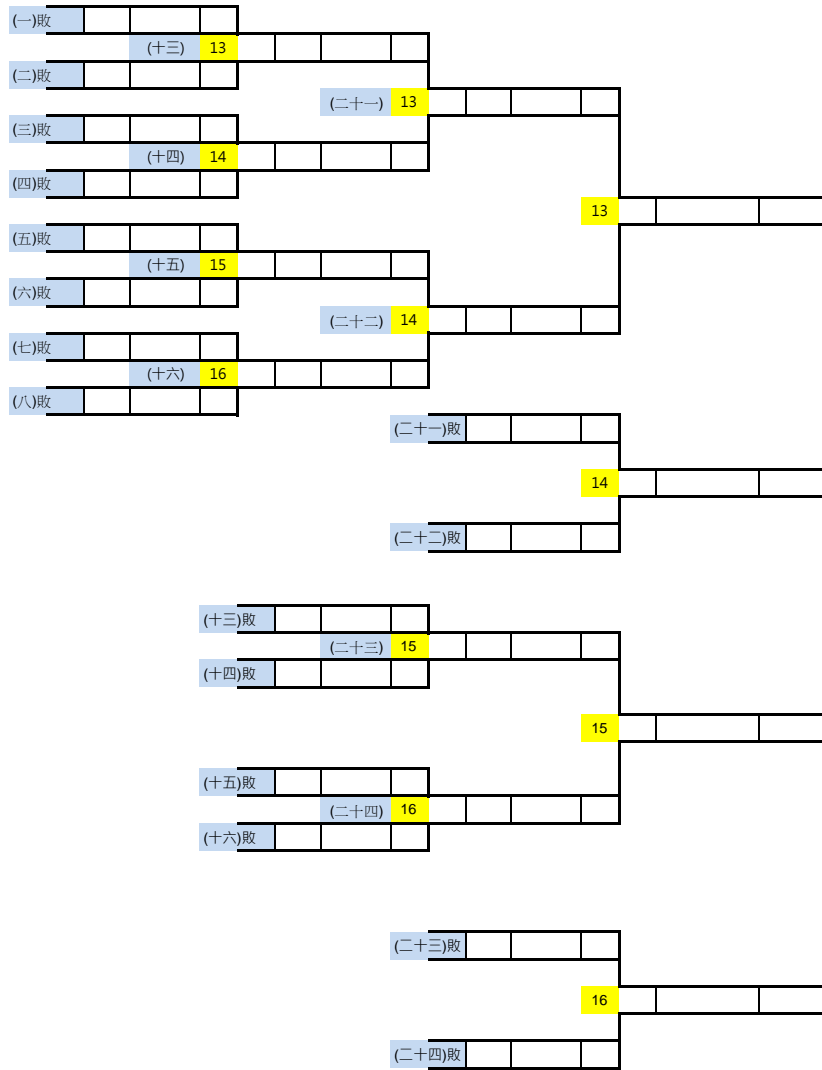 (一)敗
(十三) 13
(二)敗
(二十一) 13
(三)敗
(十四) 14
(四)敗
13
(五)敗
(十五) 15
(六)敗
(二十二) 14
(七)敗
(十六) 16
(八)敗
(二十一)敗
14
(二十二)敗
(十三)敗
(二十三) 15
(十四)敗
15
(十五)敗
(二十四) 16
(十六)敗
(二十三)敗
16
(二十四)敗